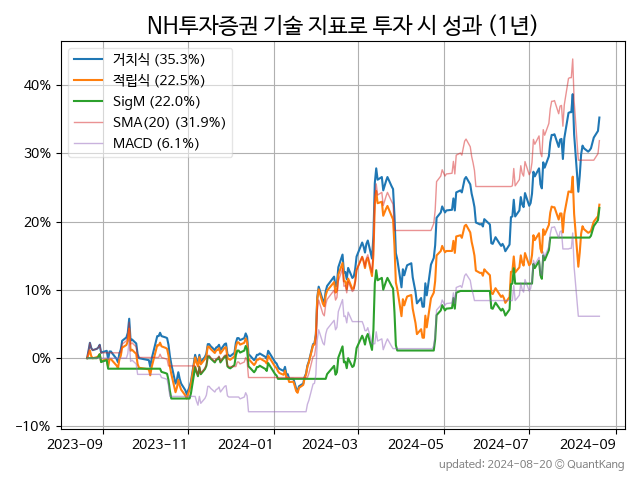 NH투자증권 기술 지표로 투자 시 성과 (1년)
거치식 (35.3%)
적립식 (22.5%)
SigM (22.0%)
SMA(20) (31.9%)
MACD (6.1%)
40%
30%
20%
10%
0%
−10%
2023-09 2023-11 2024-01 2024-03 2024-05 2024-07 2024-09
updated: 2024-08-20 © QuantKang